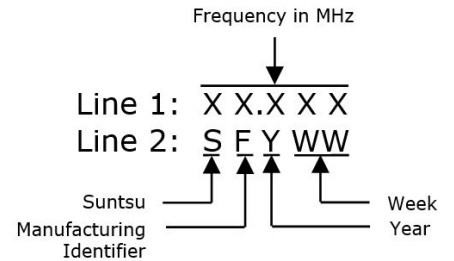 Frequency in MHz
Line 1: X X.X X X
Line 2: S F Y WW
Suntsu
Week
Manufacturing
Identifier
Year